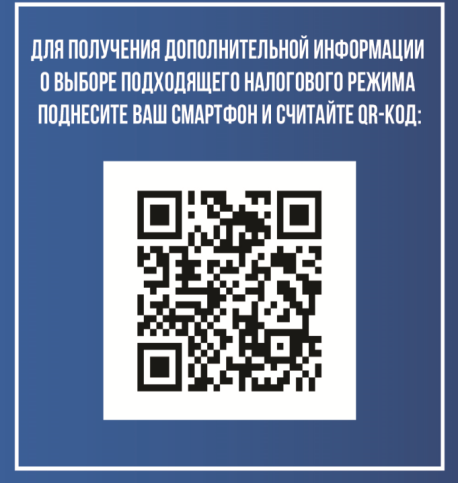 ДЛЯ ПОЛУЧЕНИЯ ДОПОЛНИТЕЛЬНОЙ ИНФОРМАЦИИ
О ВЫБОРЕ ПОДХОДЯЩЕГО НАЛОГОВОГО РЕЖИМА
ПОДНЕСИТЕ ВАШ СМАРТФОН И СЧИТАЙТЕ QR-КОД: